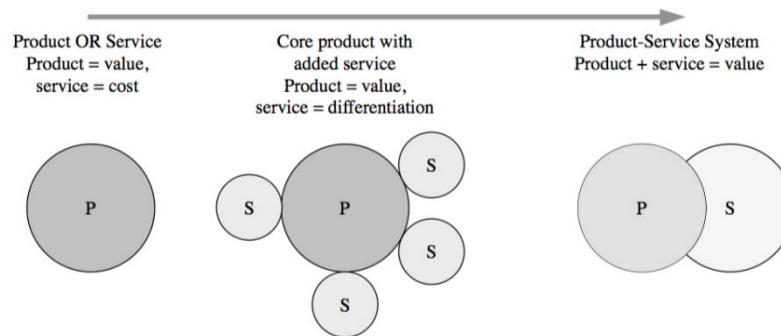 Product OR Service
Product = value,
service = cost
Core product with
added service
Product = value,
service = differentiation
Product-Service System
Product + service = value
P
S
P
S
S
S
P
S